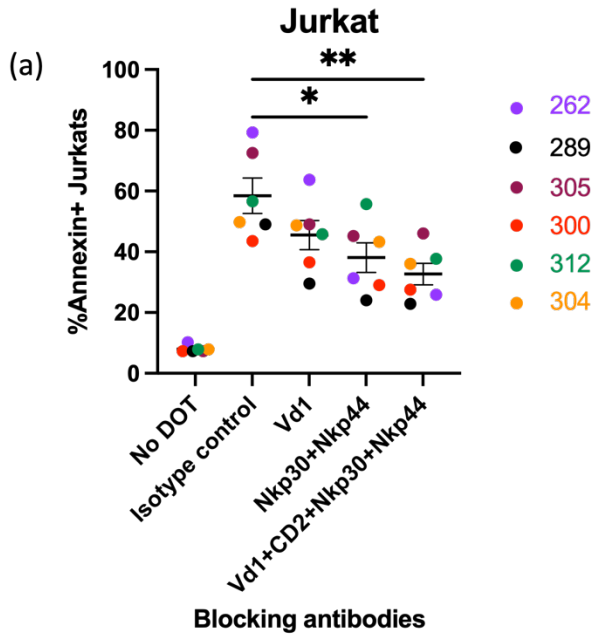 Jurkat
(a)
**
*
100
80
60
40
20
0
%Annexin+ Jurkats
262
289
305
300
312
304
No DOT
Isotype control
Vd1
Nkp30+Nkp44
Vd1+CD2+Nkp30+Nkp44
Blocking antibodies